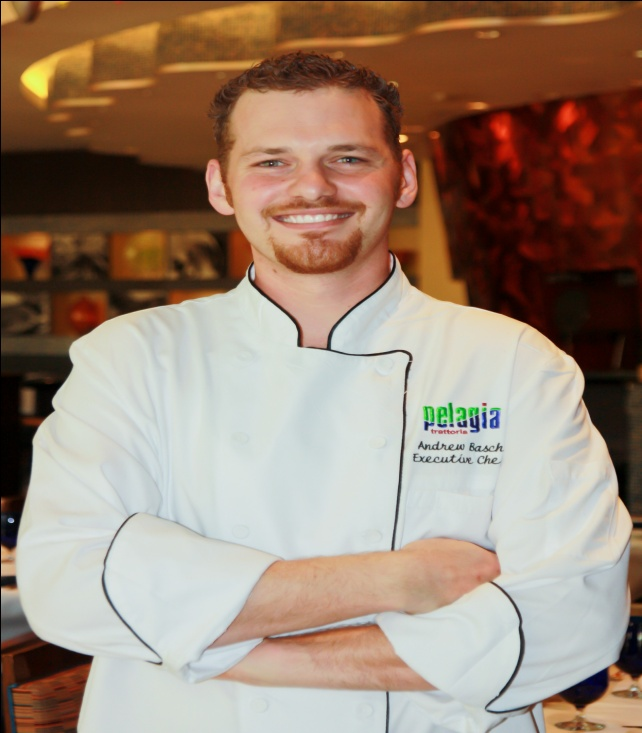 pelagia
trattoria
Andrew Basch
Executive Che